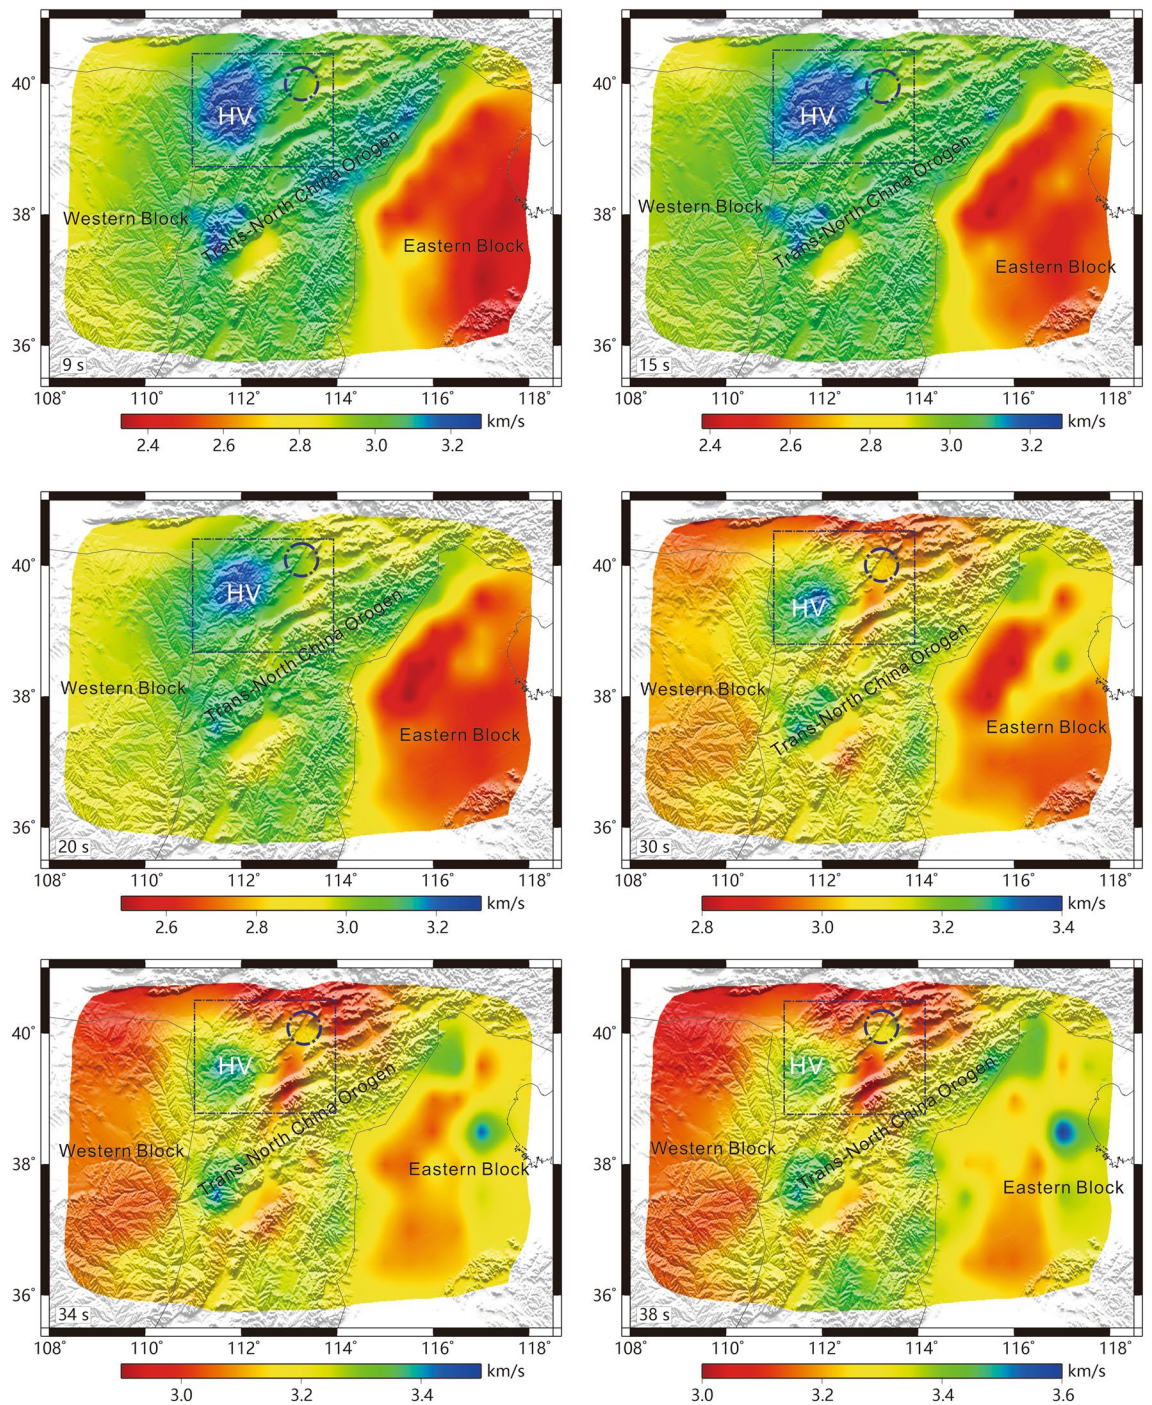 40°
40°
HV
HV
Trans-North China Orogen
Trans-North China Orogen
Western Block
Western Block
38°
38°
Eastern Block
Eastern Block
36°
36°
9 s
15 s
108° 110° 112° 114° 116° 118°
108° 110° 112° 114° 116° 118°
km/s
km/s
2.4 2.6 2.8 3.0 3.2
2.4 2.6 2.8 3.0 3.2
40°
40°
HV
HV
Trans-North China Orogen
Trans-North China Orogen
Western Block
Western Block
38°
38°
Eastern Block
Eastern Block
36°
36°
20 s
30 s
108° 110° 112° 114° 116° 118°
108° 110° 112° 114° 116° 118°
km/s
km/s
2.6 2.8 3.0 3.2
2.8 3.0 3.2 3.4
40°
40°
HV
HV
Trans-North China Orogen
Trans-North China Orogen
Western Block
Western Block
38°
38°
Eastern Block
Eastern Block
36°
36°
34 s
38 s
108° 110° 112° 114° 116° 118°
108° 110° 112° 114° 116° 118°
km/s
km/s
3.0 3.2 3.4
3.0 3.2 3.4 3.6